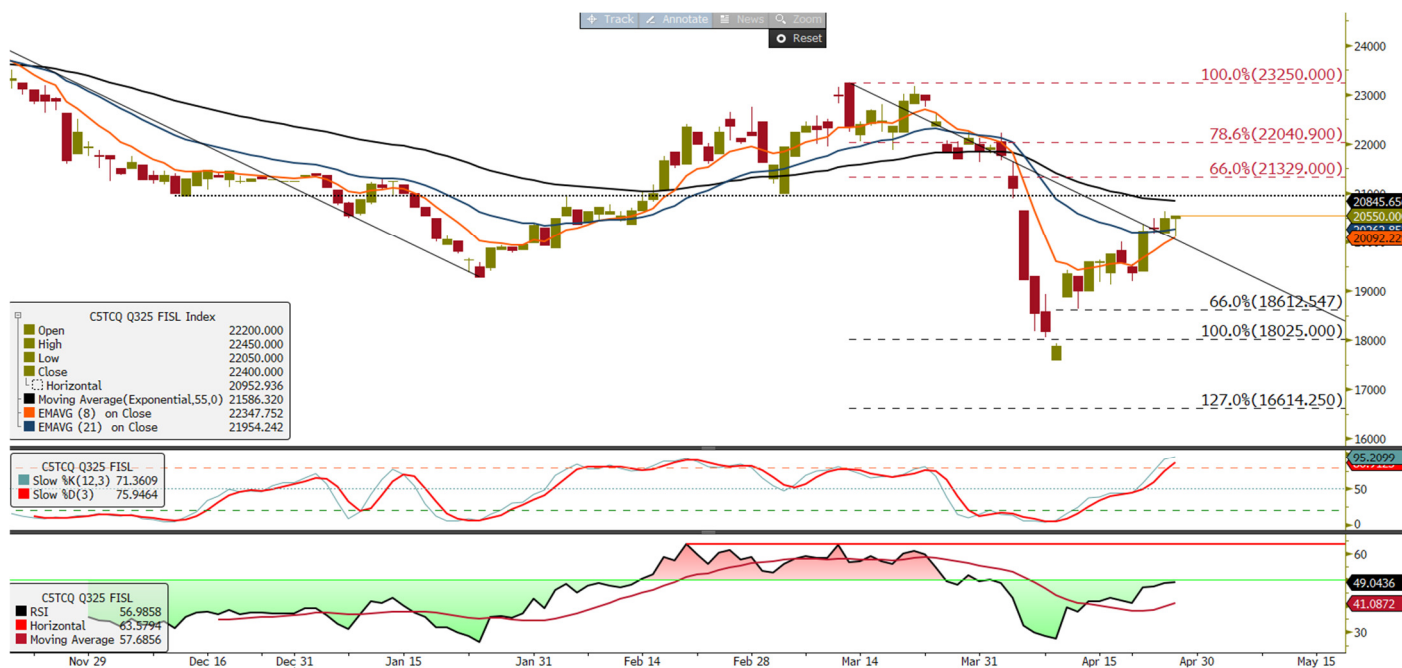 Track Annotate News Zoom
Reset
24000
100.0%(23250.000)
23000
78.6%(22040.900)
22000
66.0%(21329.000)
21000
20845.650
20550.000
20092.22
19000
66.0%(18612.547)
100.0%(18025.000)
18000
17000
127.0%(16614.250)
16000
C5TCQ Q325 FISL Index
Open 22200.000
High 22450.000
Low 22050.000
Close 22400.000
Horizontal 20952.936
Moving Average(Exponential,55,0) 21586.320
EMAVG (8) on Close 22347.752
EMAVG (21) on Close 21954.242
C5TCQ Q325 FISL
Slow %K(12,3) 71.3609
Slow %D(3) 75.9464
95.2099
50
0
C5TCQ Q325 FISL
RSI 56.9858
Horizontal 63.5794
Moving Average 57.6856
60
49.0436
41.0872
30
Nov 29 Dec 16 Dec 31 Jan 15 Jan 31 Feb 14 Feb 28 Mar 14 Mar 31 Apr 15 Apr 30 May 15